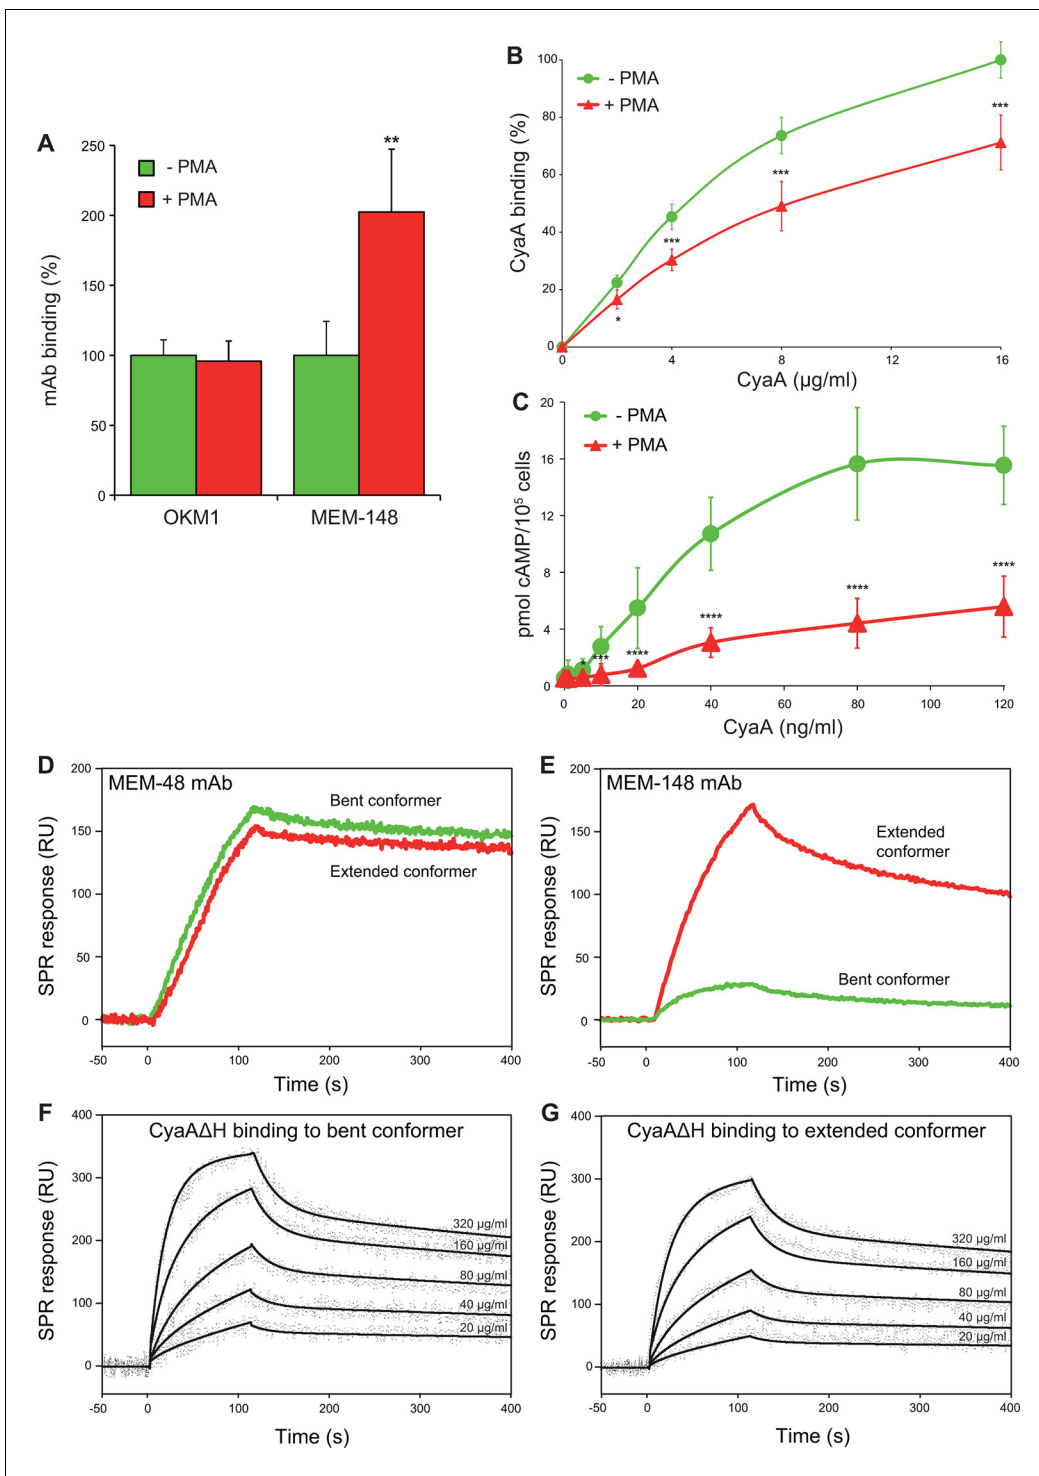 A
- PMA
+ PMA
**
mAb binding (%)
250
200
150
100
50
0
OKM1
MEM-148
B
- PMA
+ PMA
CyaA binding (%)
100
80
60
40
20
0
*
***
***
***
0
4
8
12
16
CyaA (µg/ml)
C
- PMA
+ PMA
pmol cAMP/10⁵ cells
20
16
12
8
4
0
*
***
****
****
****
****
0
20
40
60
80
100
120
CyaA (ng/ml)
D
MEM-48 mAb
Bent conformer
Extended conformer
SPR response (RU)
200
150
100
50
0
-50
0
100
200
300
400
Time (s)
E
MEM-148 mAb
Extended
conformer
Bent conformer
SPR response (RU)
200
150
100
50
0
-50
0
100
200
300
400
Time (s)
F
CyaAΔH binding to bent conformer
320 µg/ml
160 µg/ml
80 µg/ml
40 µg/ml
20 µg/ml
SPR response (RU)
400
300
200
100
0
-50
0
100
200
300
400
Time (s)
G
CyaAΔH binding to extended conformer
320 µg/ml
160 µg/ml
80 µg/ml
40 µg/ml
20 µg/ml
SPR response (RU)
400
300
200
100
0
-50
0
100
200
300
400
Time (s)